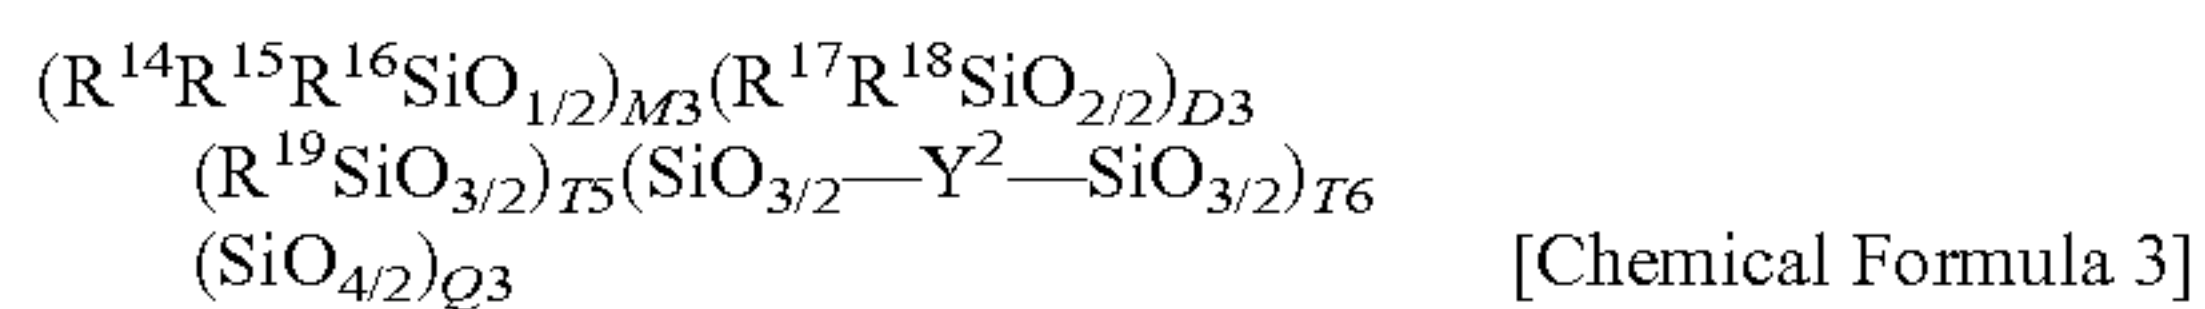 (R¹⁴R¹⁵R¹⁶SiO₁/₂)M3(R¹⁷R¹⁸SiO₂/₂)D3
(R¹⁹SiO₃/₂)T5(SiO₃/₂—Y²—SiO₃/₂)T6
(SiO₄/₂)Q3 [Chemical Formula 3]